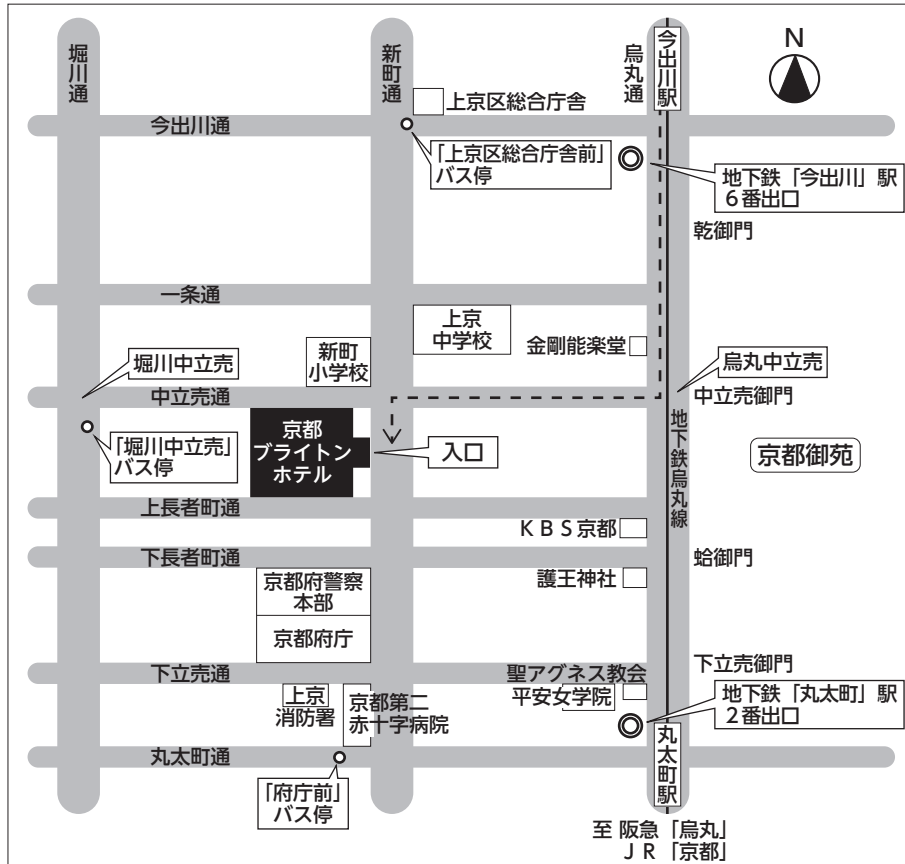 堀川通
新町通
烏丸通
今出川駅
N
上京区総合庁舎
今出川通
「上京区総合庁舎前」
バス停
地下鉄「今出川」駅
6番出口
乾御門
一条通
上京
中学校
新町
小学校
金剛能楽堂
堀川中立売
烏丸中立売
中立売通
中立売御門
「堀川中立売」
バス停
京都
ブライトン
ホテル
入口
地下鉄烏丸線
京都御苑
上長者町通
KBS京都
下長者町通
蛤御門
京都府警察
本部
護王神社
京都府庁
下立売通
聖アグネス教会
下立売御門
上京
消防署
京都第二
赤十字病院
平安女学院
地下鉄「丸太町」駅
2番出口
丸太町通
丸太町駅
「府庁前」
バス停
至 阪急「烏丸」
JR「京都」